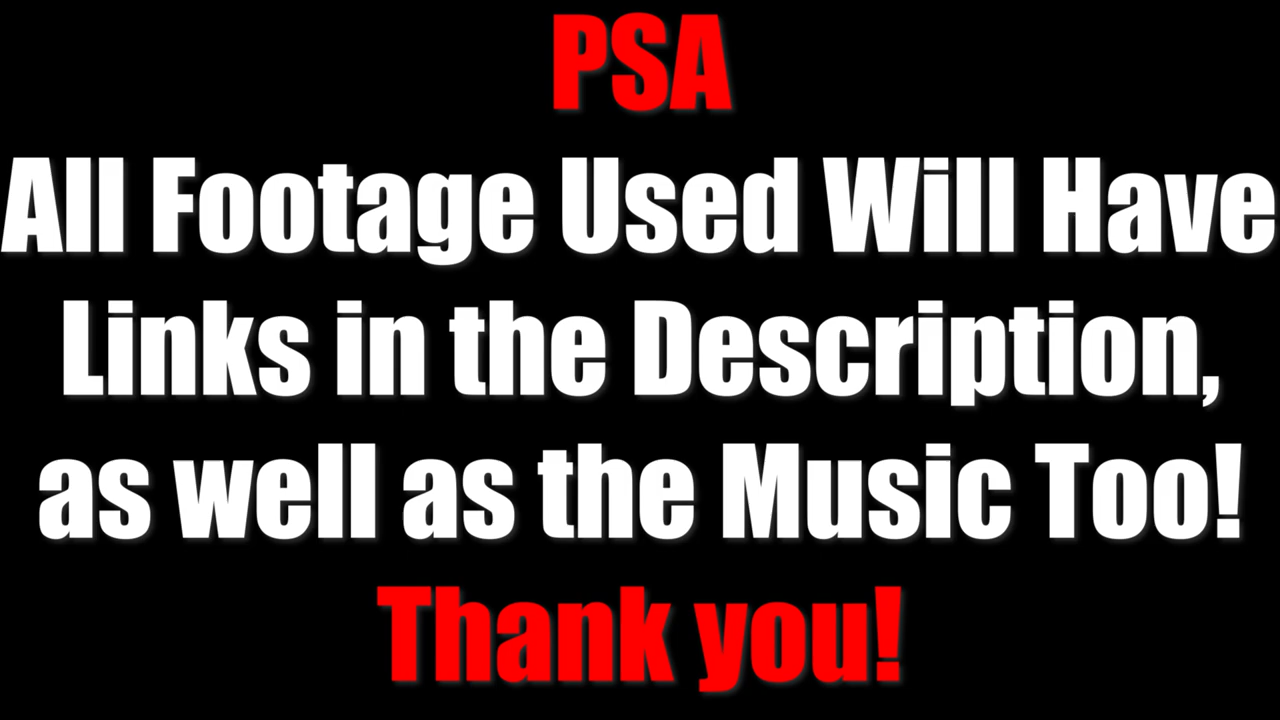 PSA
All Footage Used Will Have
Links in the Description,
as well as the Music Too!
Thank you!